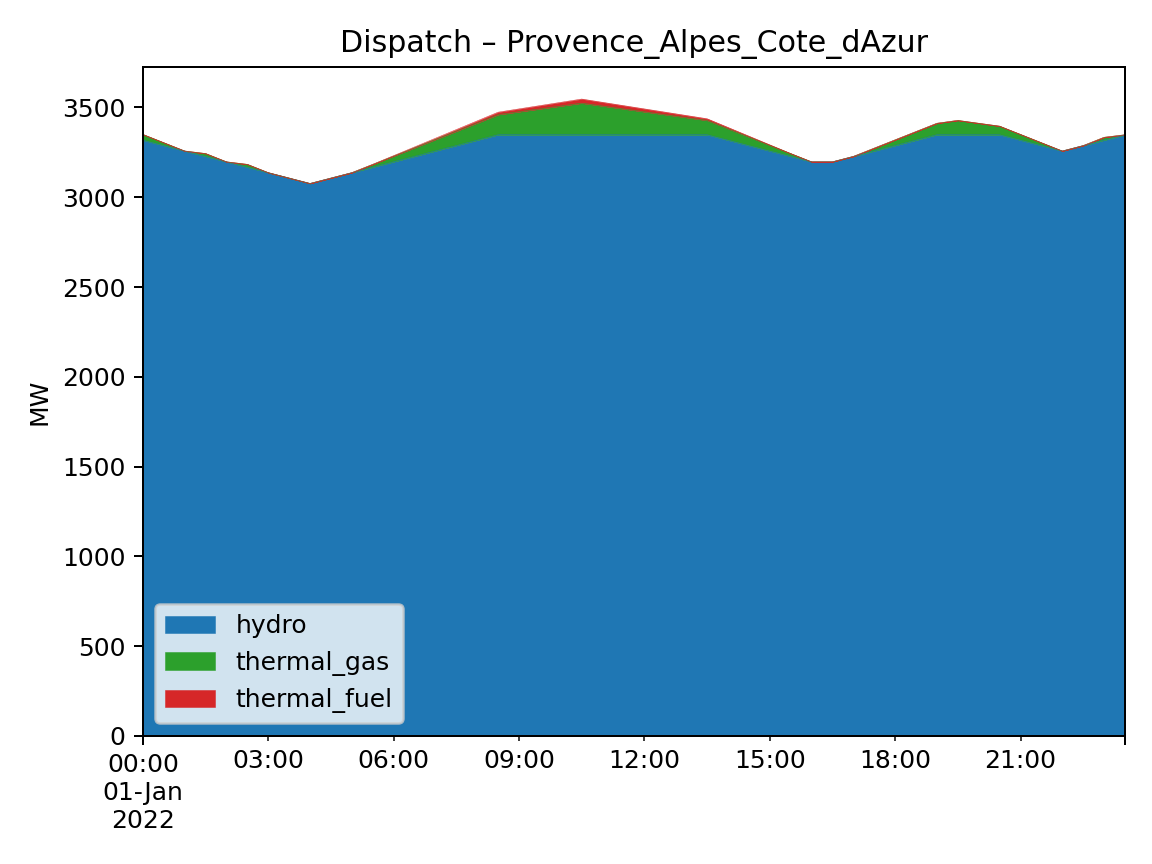 Dispatch – Provence_Alpes_Cote_dAzur
MW
3500
3000
2500
2000
1500
1000
500
0
hydro
thermal_gas
thermal_fuel
00:00 03:00 06:00 09:00 12:00 15:00 18:00 21:00
01-Jan
2022